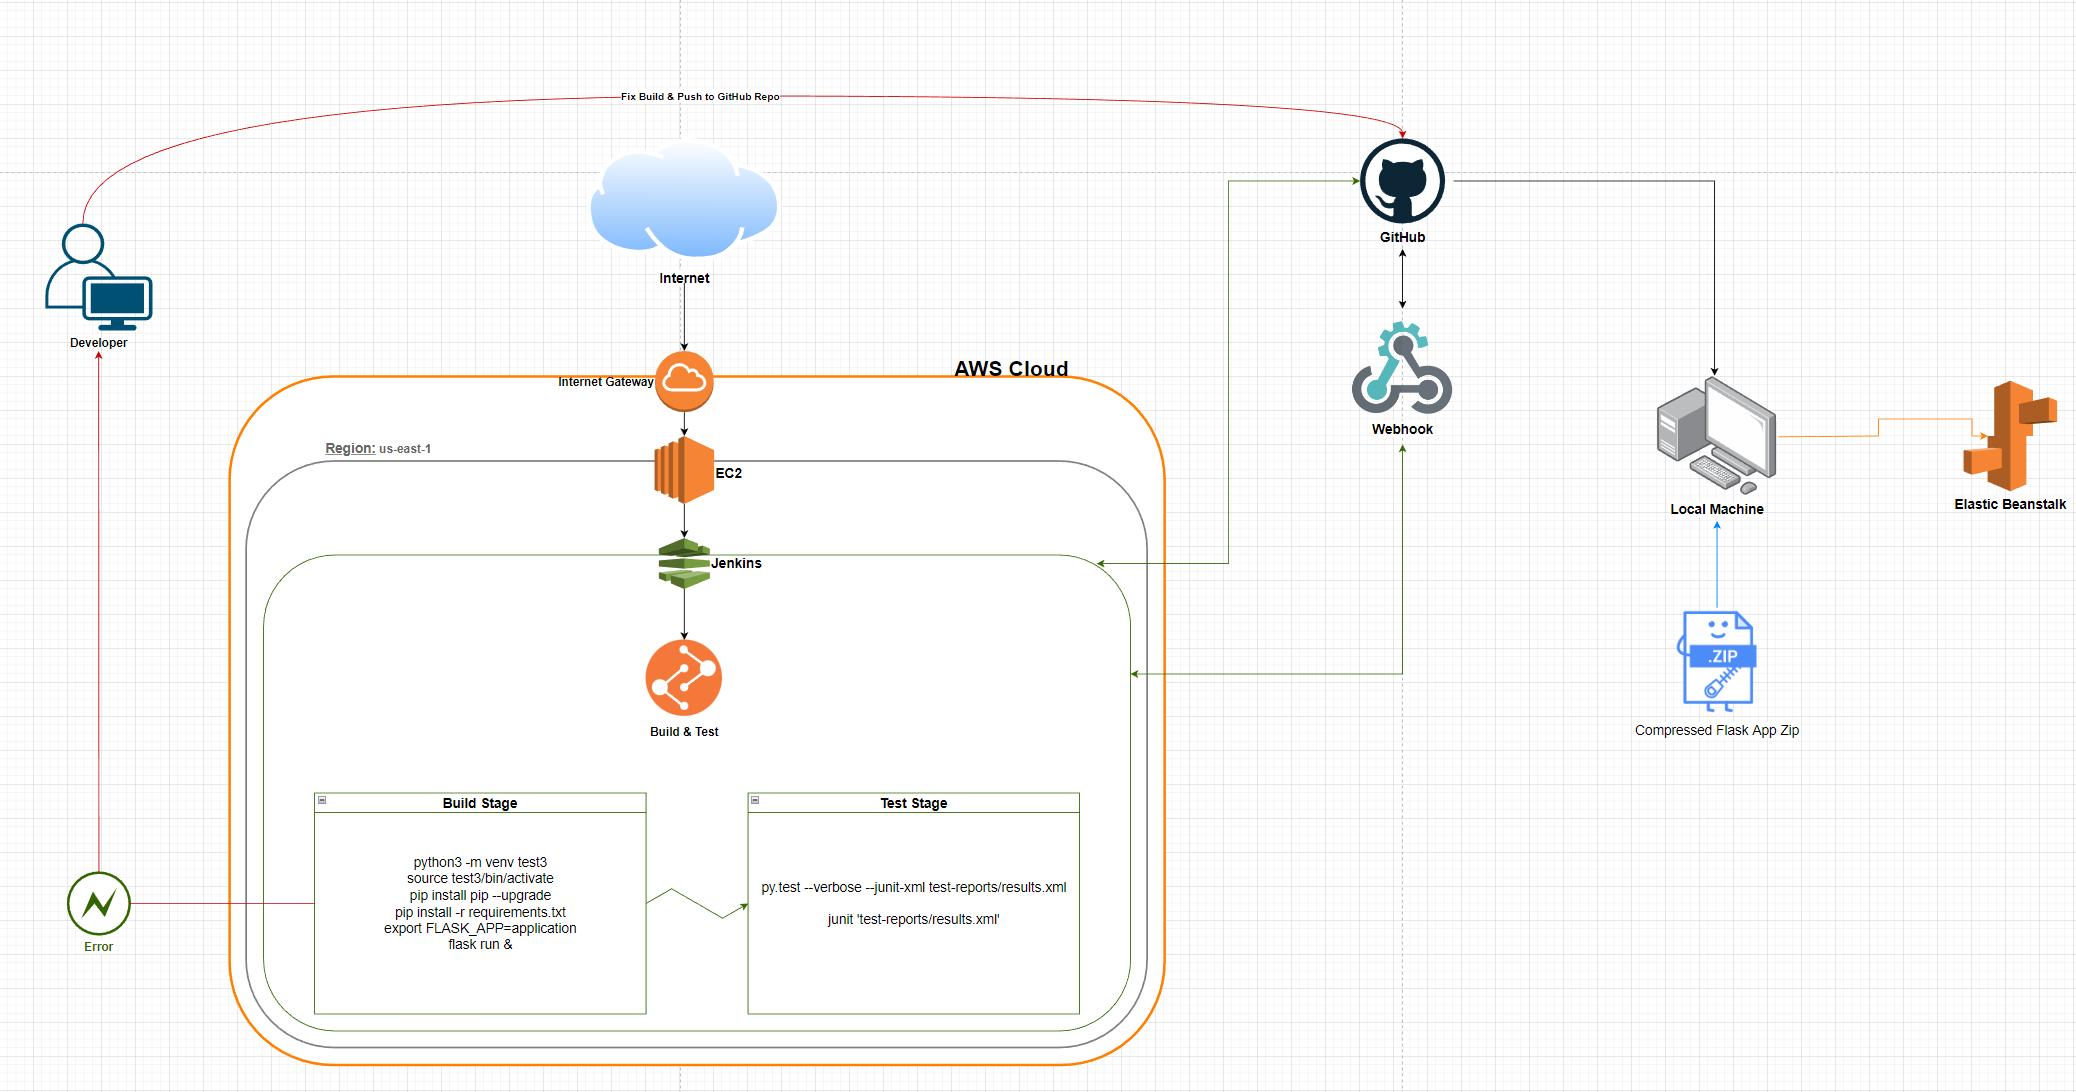 Fix Build & Push to GitHub Repo
Internet
GitHub
Developer
AWS Cloud
Internet Gateway
Webhook
Region: us-east-1
EC2
Local Machine
Elastic Beanstalk
Jenkins
.ZIP
Compressed Flask App Zip
Build & Test
Build Stage
python3 -m venv test3
source test3/bin/activate
pip install pip --upgrade
pip install -r requirements.txt
export FLASK_APP=application
flask run &
Test Stage
py.test --verbose --junit-xml test-reports/results.xml
junit 'test-reports/results.xml'
Error